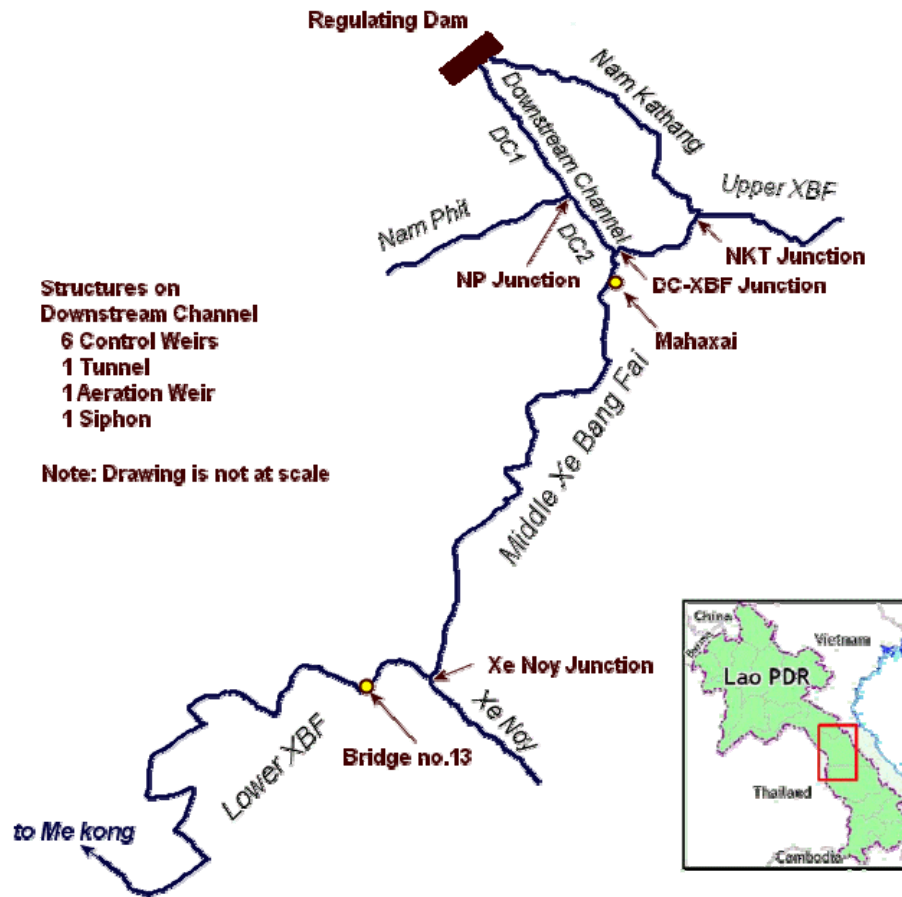 Regulating Dam
Nam Kathang
Downstream Channel
DC1
Upper XBF
Nam Phit
DC2
NKT Junction
NP Junction
DC-XBF Junction
Structures on
Downstream Channel
6 Control Weirs
1 Tunnel
1 Aeration Weir
1 Siphon
Mahaxai
Note: Drawing is not at scale
Middle Xe Bang Fai
China
Vietnam
Lao PDR
Xe Noy Junction
Xe Noy
Bridge no.13
Lower XBF
Thailand
to Me kong
Cambodia